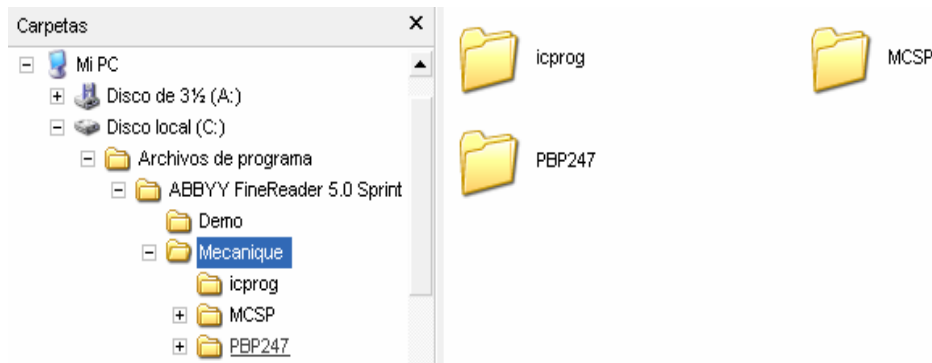 Carpetas
Mi PC
Disco de 3½ (A:)
Disco local (C:)
Archivos de programa
ABBYY FineReader 5.0 Sprint
Demo
Mecanique
icprog
MCSP
PBP247
icprog
MCSP
PBP247